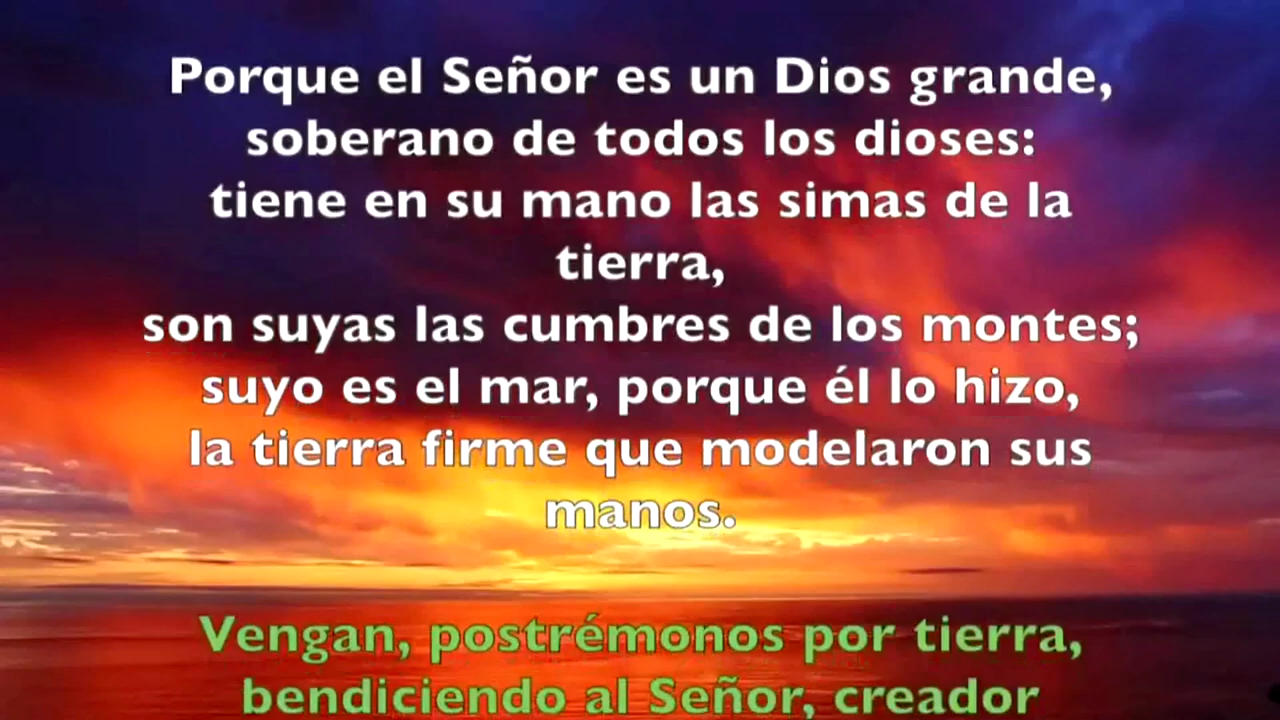 Porque el Señor es un Dios grande,
soberano de todos los dioses:
tiene en su mano las simas de la
tierra,
son suyas las cumbres de los montes;
suyo es el mar, porque él lo hizo,
la tierra firme que modelaron sus
manos.
Vengan, postrémonos por tierra,
bendiciendo al Señor, creador